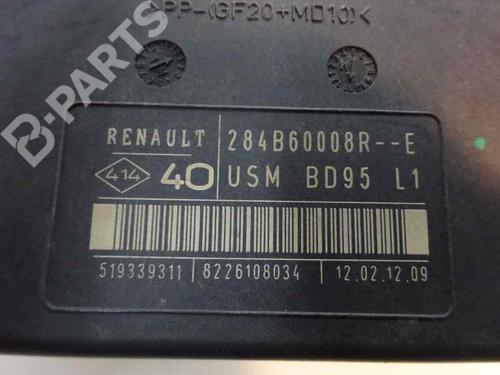 >PP-(GF20+MD10)<
B-PARTS
RENAULT 284B60008R--E
414 40 USM BD95 L1
519339311 8226108034 12.02.12.09